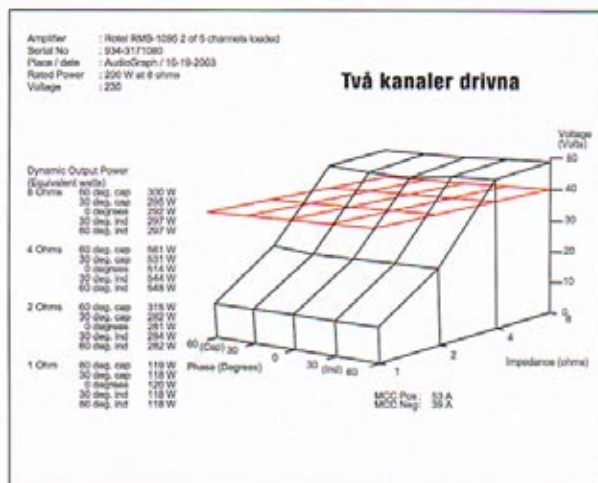 Amplifier : Rotel RMB-1095 2 of 5 channels loaded
Serial No : 934-3171080
Place / date : AudioGraph / 10-19-2003
Rated Power : 200 W at 8 ohms
Voltage : 230
Två kanaler drivna
Voltage
(Volts)
60
50
40
30
20
10
0
Dynamic Output Power
(Equivalent watts)
8 Ohms 60 deg. cap 300 W
30 deg. cap 295 W
0 degrees 292 W
30 deg. ind 297 W
60 deg. ind 297 W
4 Ohms 60 deg. cap 561 W
30 deg. cap 531 W
0 degrees 514 W
30 deg. ind 544 W
60 deg. ind 548 W
2 Ohms 60 deg. cap 315 W
30 deg. cap 282 W
0 degrees 281 W
30 deg. ind 284 W
60 deg. ind 282 W
1 Ohm 60 deg. cap 119 W
30 deg. cap 118 W
0 degrees 120 W
30 deg. ind 118 W
60 deg. ind 118 W
60 (Cap) 30 0 30 (Ind) 60
Phase (Degrees)
1 2 4 8
Impedance (ohms)
MCC Pos : 53 A
MCC Neg : 39 A